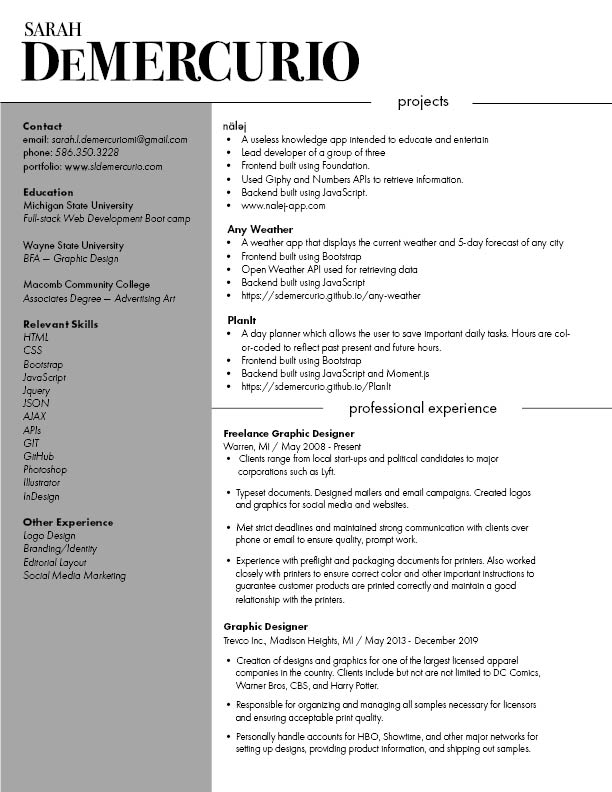 SARAH
DEMERCURIO
projects
Contact
email: sarah.l.demercuriomi@gmail.com
phone: 586.350.3228
portfolio: www.sldemercurio.com
Education
Michigan State University
Full-stack Web Development Boot camp
Wayne State University
BFA — Graphic Design
Macomb Community College
Associates Degree — Advertising Art
Relevant Skills
HTML
CSS
Bootstrap
JavaScript
Jquery
JSON
AJAX
APIs
GIT
GitHub
Photoshop
Illustrator
InDesign
Other Experience
Logo Design
Branding/Identity
Editorial Layout
Social Media Marketing
näləj
• A useless knowledge app intended to educate and entertain
• Lead developer of a group of three
• Frontend built using Foundation.
• Used Giphy and Numbers APIs to retrieve information.
• Backend built using JavaScript.
• www.nalej-app.com
Any Weather
• A weather app that displays the current weather and 5-day forecast of any city
• Frontend built using Bootstrap
• Open Weather API used for retrieving data
• Backend built using JavaScript
• https://sdemercurio.github.io/any-weather
PlanIt
• A day planner which allows the user to save important daily tasks. Hours are col-
or-coded to reflect past present and future hours.
• Frontend built using Bootstrap
• Backend built using JavaScript and Moment.js
• https://sdemercurio.github.io/PlanIt
professional experience
Freelance Graphic Designer
Warren, MI / May 2008 - Present
• Clients range from local start-ups and political candidates to major
corporations such as Lyft.
• Typeset documents. Designed mailers and email campaigns. Created logos
and graphics for social media and websites.
• Met strict deadlines and maintained strong communication with clients over
phone or email to ensure quality, prompt work.
• Experience with preflight and packaging documents for printers. Also worked
closely with printers to ensure correct color and other important instructions to
guarantee customer products are printed correctly and maintain a good
relationship with the printers.
Graphic Designer
Trevco Inc., Madison Heights, MI / May 2013 - December 2019
• Creation of designs and graphics for one of the largest licensed apparel
companies in the country. Clients include but are not are limited to DC Comics,
Warner Bros, CBS, and Harry Potter.
• Responsible for organizing and managing all samples necessary for licensors
and ensuring acceptable print quality.
• Personally handle accounts for HBO, Showtime, and other major networks for
setting up designs, providing product information, and shipping out samples.